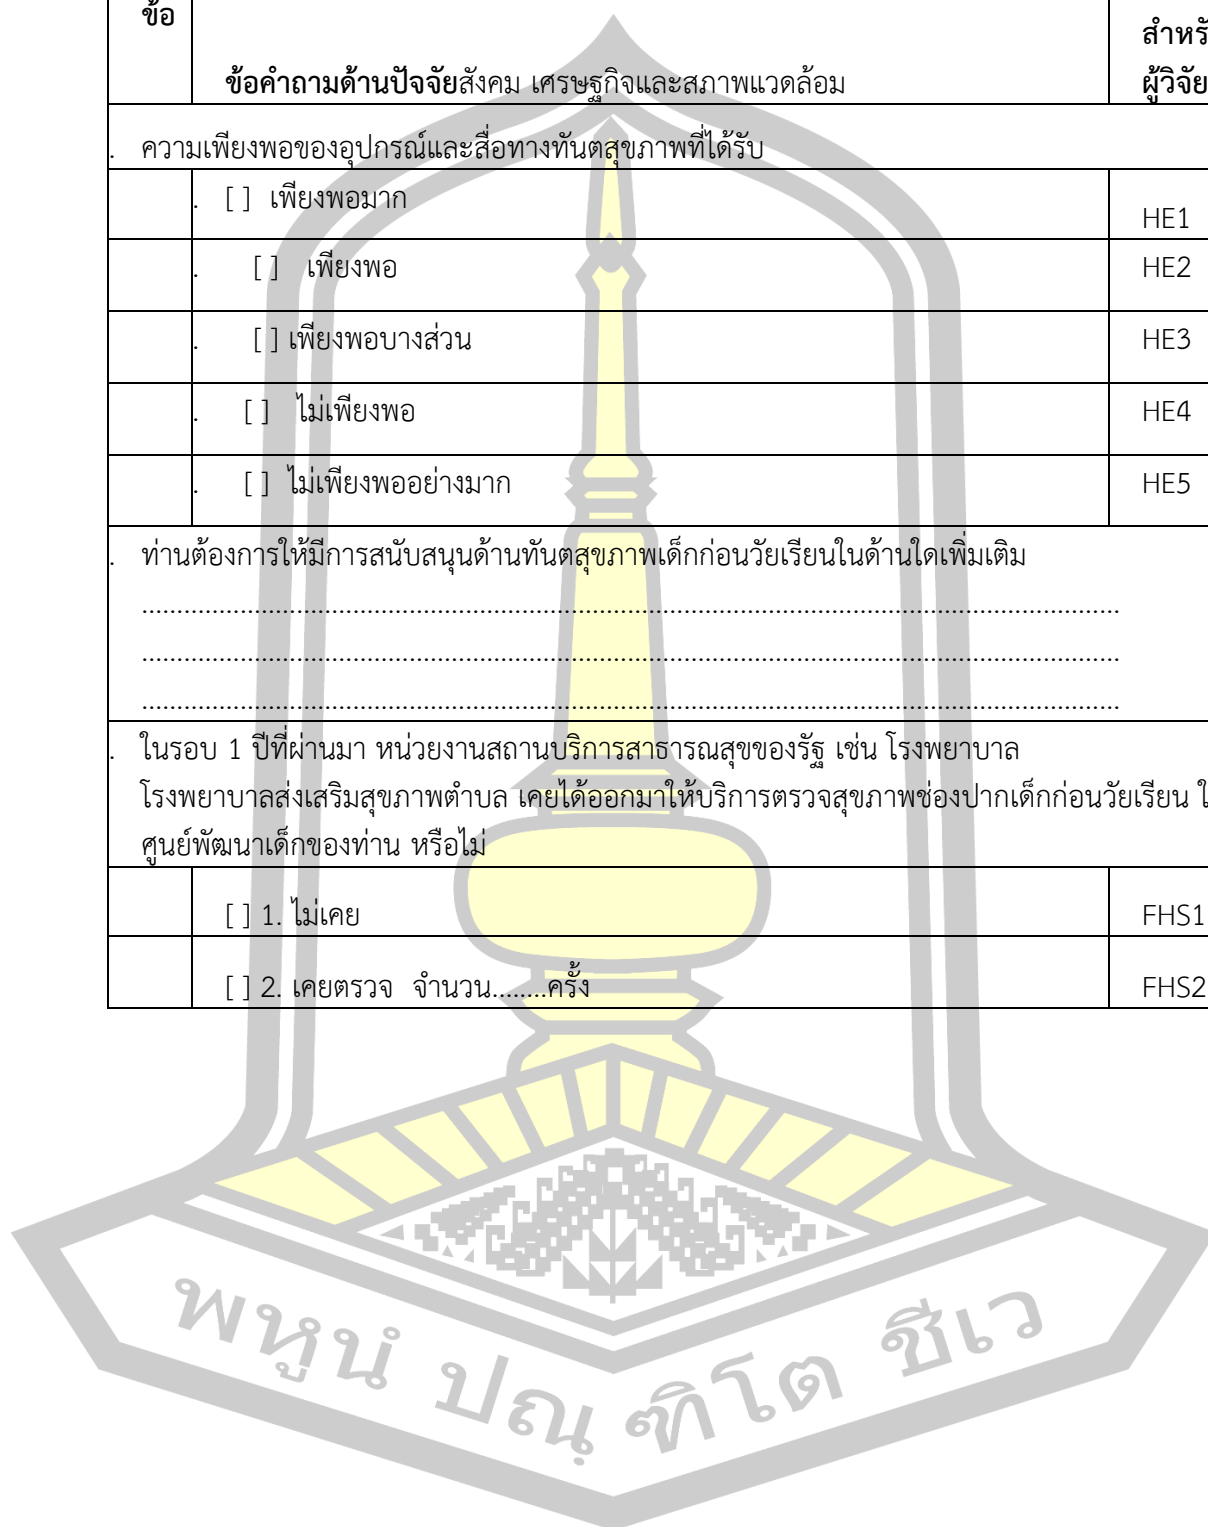 ข้อ
สำหรั
ข้อคำถามด้านปัจจัยสังคม เศรษฐกิจและสภาพแวดล้อม
ผู้วิจัย
. ความเพียงพอของอุปกรณ์และสื่อทางทันตสุขภาพที่ได้รับ
. [ ] เพียงพอมาก HE1
. [ ] เพียงพอ HE2
. [ ] เพียงพอบางส่วน HE3
. [ ] ไม่เพียงพอ HE4
. [ ] ไม่เพียงพออย่างมาก HE5
. ท่านต้องการให้มีการสนับสนุนด้านทันตสุขภาพเด็กก่อนวัยเรียนในด้านใดเพิ่มเติม
............................................................................................................................................
............................................................................................................................................
............................................................................................................................................
. ในรอบ 1 ปีที่ผ่านมา หน่วยงานสถานบริการสาธารณสุขของรัฐ เช่น โรงพยาบาล
โรงพยาบาลส่งเสริมสุขภาพตำบล เคยได้ออกมาให้บริการตรวจสุขภาพช่องปากเด็กก่อนวัยเรียน ใ
ศูนย์พัฒนาเด็กของท่าน หรือไม่
[ ] 1. ไม่เคย FHS1
[ ] 2. เคยตรวจ จำนวน........ครั้ง FHS2
พหูนํ ปณฺฑิโต ชีเว